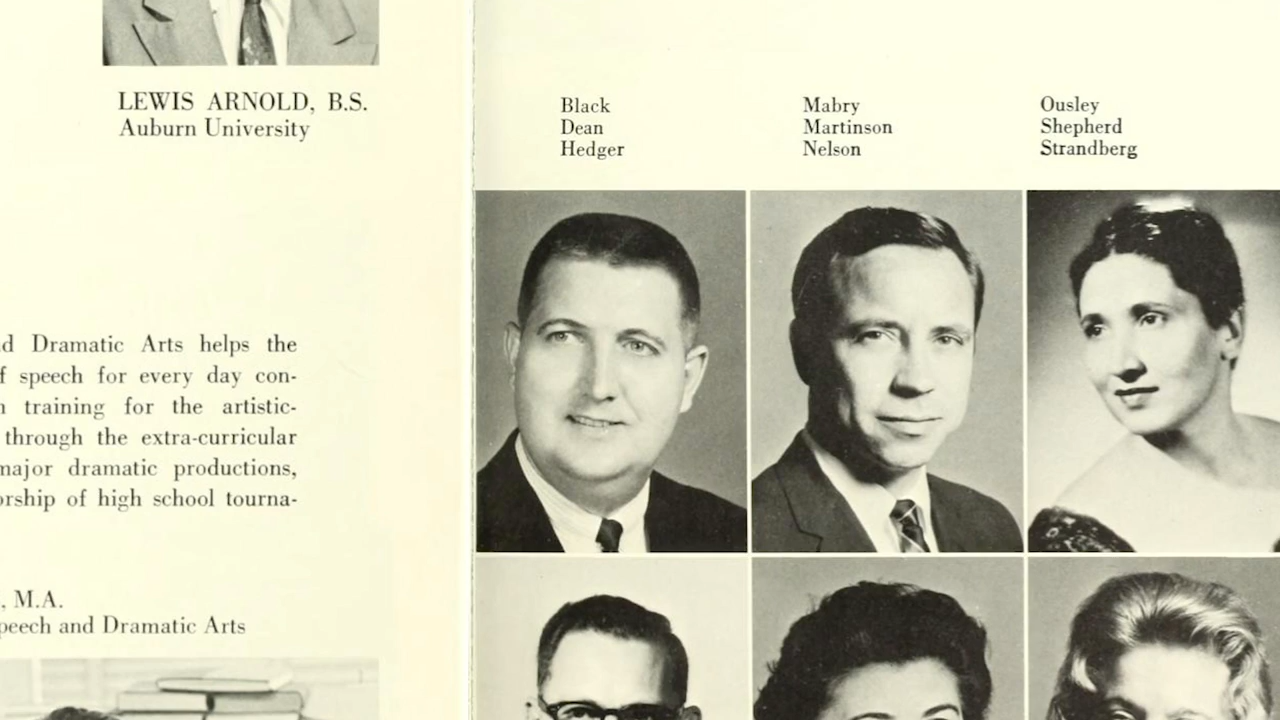 LEWIS ARNOLD, B.S.
Auburn University
Dramatic Arts helps the
speech for every day con-
training for the artistic-
through the extra-curricular
major dramatic productions,
of high school tourna-
, M.A.
Speech and Dramatic Arts
Black
Dean
Hedger
Mabry
Martinson
Nelson
Ousley
Shepherd
Strandberg